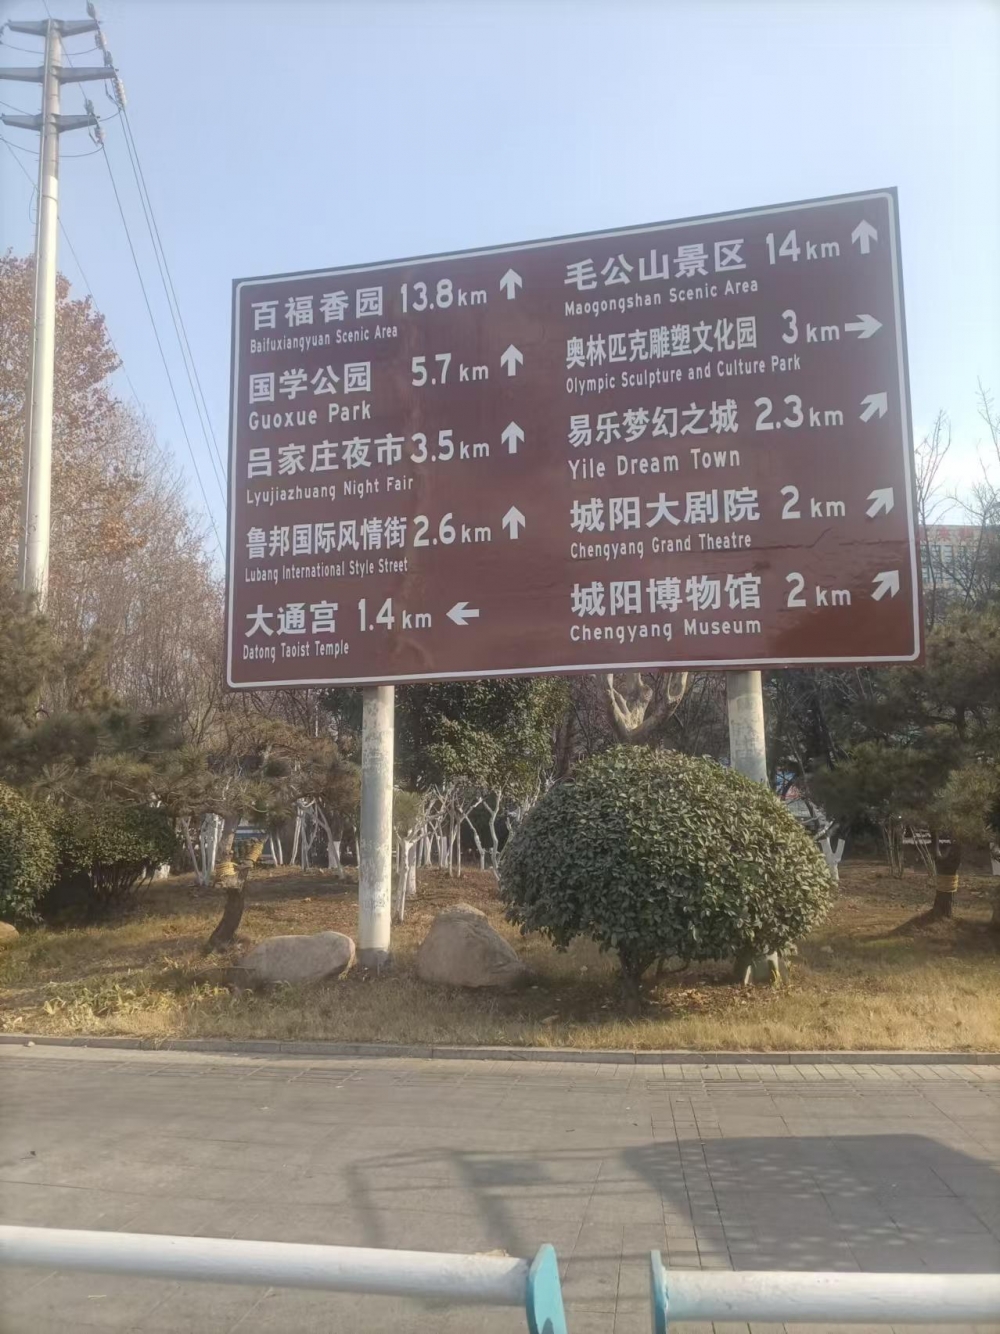 百福香园 13.8km ↑
Baifuxiangyuan Scenic Area
国学公园 5.7km ↑
Guoxue Park
吕家庄夜市 3.5km ↑
Lyujiazhuang Night Fair
鲁邦国际风情街 2.6km ↑
Lubang International Style Street
大通宫 1.4km ←
Datong Taoist Temple
毛公山景区 14km ↑
Maogongshan Scenic Area
奥林匹克雕塑文化园 3km →
Olympic Sculpture and Culture Park
易乐梦幻之城 2.3km ↗
Yile Dream Town
城阳大剧院 2km ↗
Chengyang Grand Theatre
城阳博物馆 2km ↗
Chengyang Museum